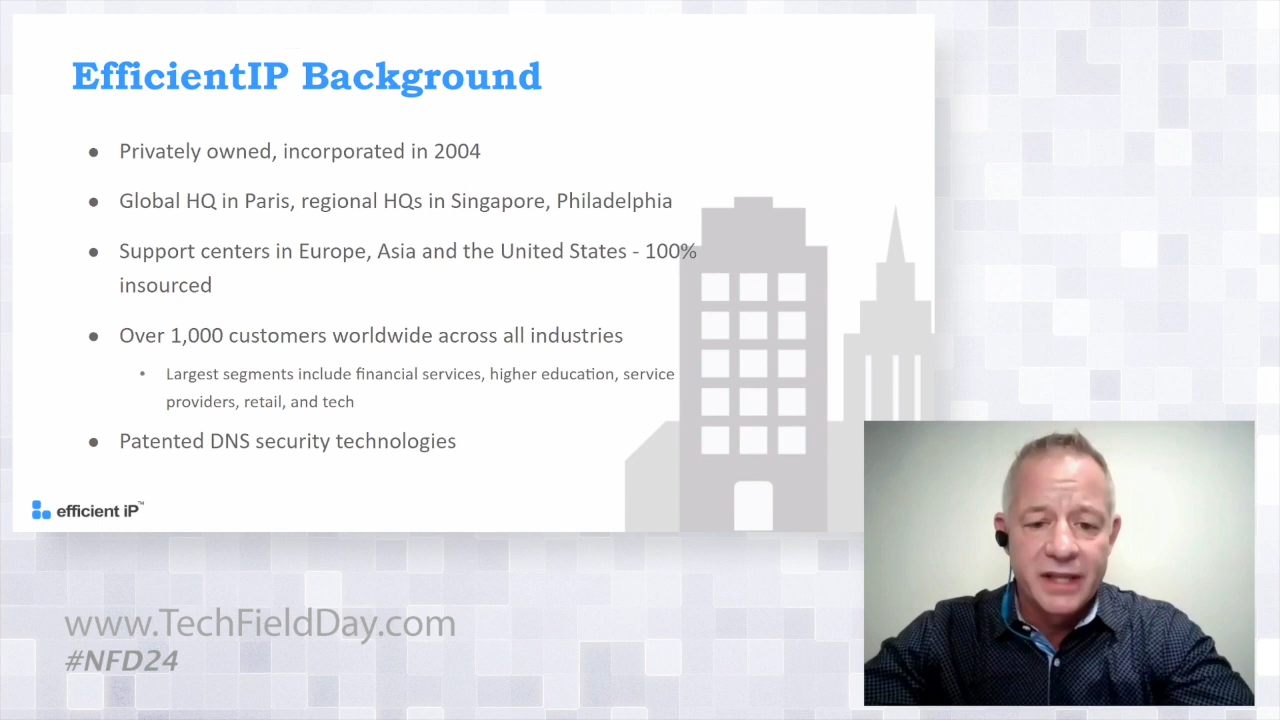 EfficientIP Background
● Privately owned, incorporated in 2004
● Global HQ in Paris, regional HQs in Singapore, Philadelphia
● Support centers in Europe, Asia and the United States - 100%
insourced
● Over 1,000 customers worldwide across all industries
• Largest segments include financial services, higher education, service
providers, retail, and tech
● Patented DNS security technologies
efficient iP™
www.TechFieldDay.com
#NFD24